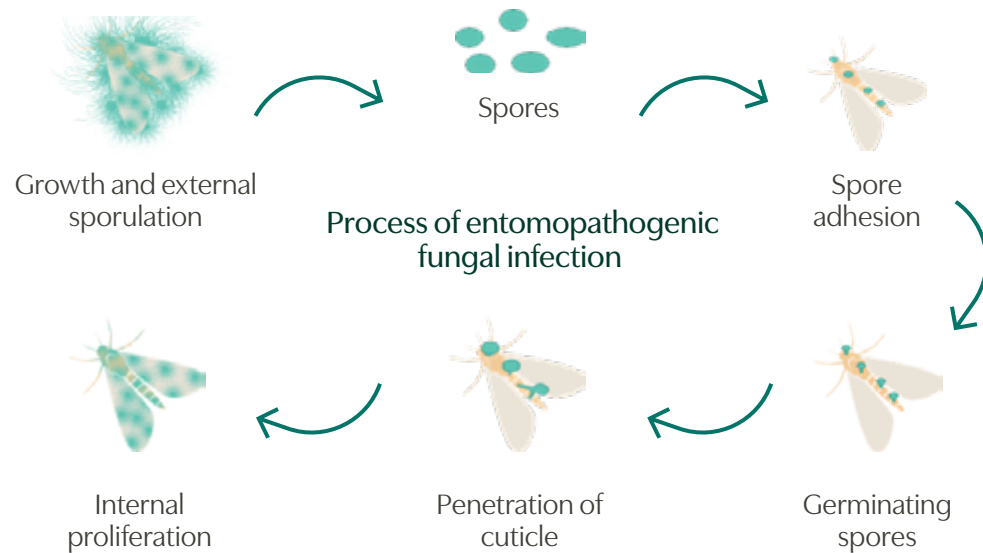 Spores
Growth and external
sporulation
Spore
adhesion
Process of entomopathogenic
fungal infection
Internal
proliferation
Penetration of
cuticle
Germinating
spores